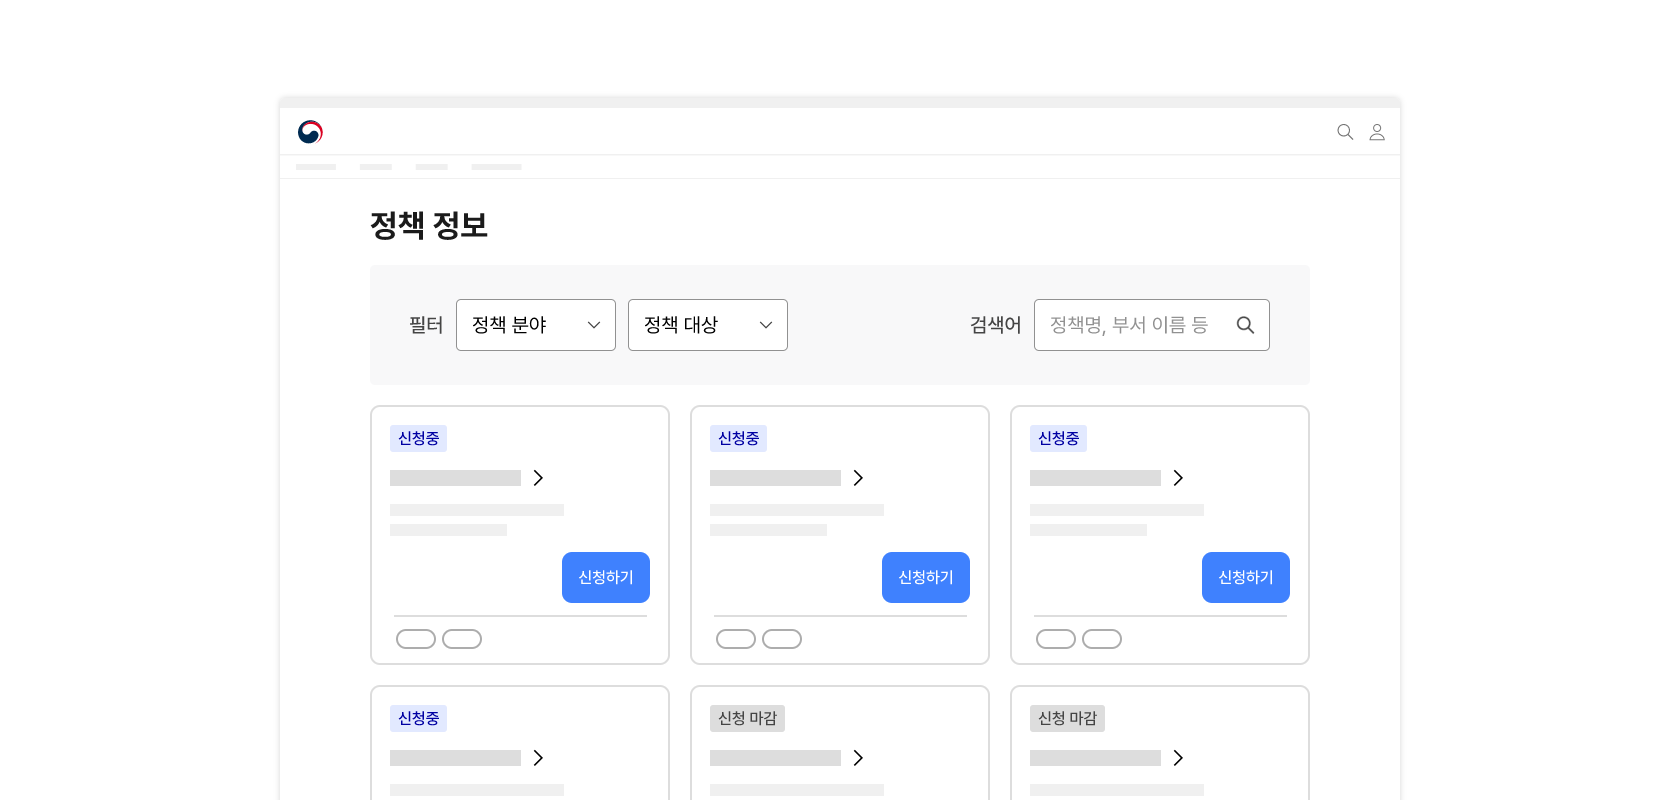 정책 정보
필터 정책 분야 정책 대상 검색어 정책명, 부서 이름 등
신청중 신청중 신청중
신청하기 신청하기 신청하기
신청중 신청 마감 신청 마감